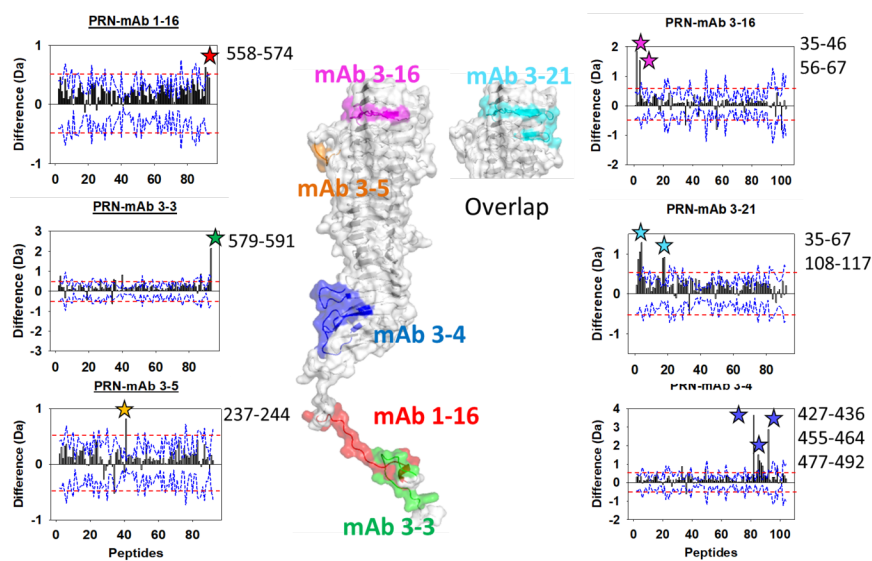 PRN-mAb 1-16
Difference (Da)
1
0
-1
0 20 40 60 80
558-574
PRN-mAb 3-3
Difference (Da)
3
2
1
0
-1
-2
-3
0 20 40 60 80
579-591
PRN-mAb 3-5
Difference (Da)
1
0
-1
0 20 40 60 80
Peptides
237-244
mAb 3-16
mAb 3-21
mAb 3-5
Overlap
mAb 3-4
mAb 1-16
mAb 3-3
PRN-mAb 3-16
Difference (Da)
2
1
0
-1
-2
0 20 40 60 80 100
35-46
56-67
PRN-mAb 3-21
Difference (Da)
1
0
-1
0 20 40 60 80
35-67
108-117
PRN-mAb 3-4
Difference (Da)
4
3
2
1
0
-1
-2
0 20 40 60 80 100
Peptides
427-436
455-464
477-492